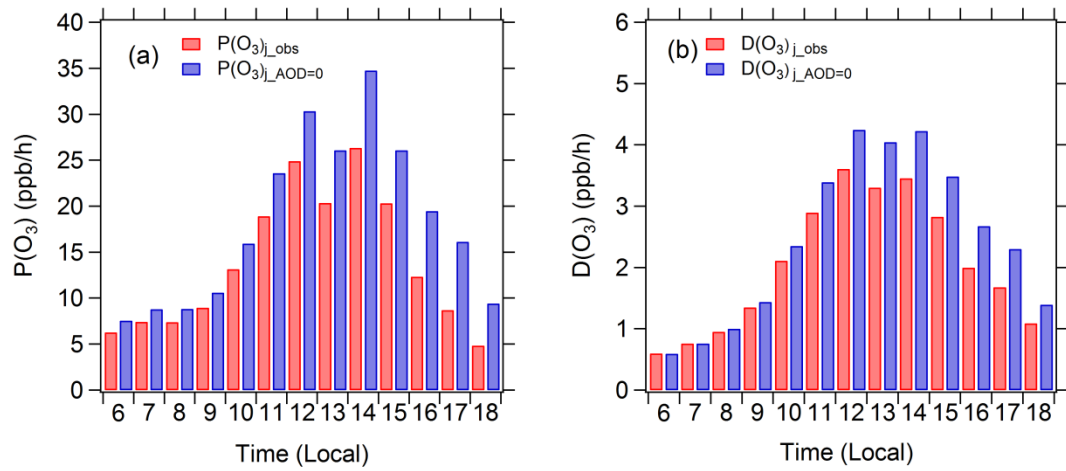 (a)
P(O₃)j_obs
P(O₃)j_AOD=0
P(O₃) (ppb/h)
40
35
30
25
20
15
10
5
0
6 7 8 9 10 11 12 13 14 15 16 17 18
Time (Local)
(b)
D(O₃) j_obs
D(O₃) j_AOD=0
D(O₃) (ppb/h)
6
5
4
3
2
1
0
6 7 8 9 10 11 12 13 14 15 16 17 18
Time (Local)